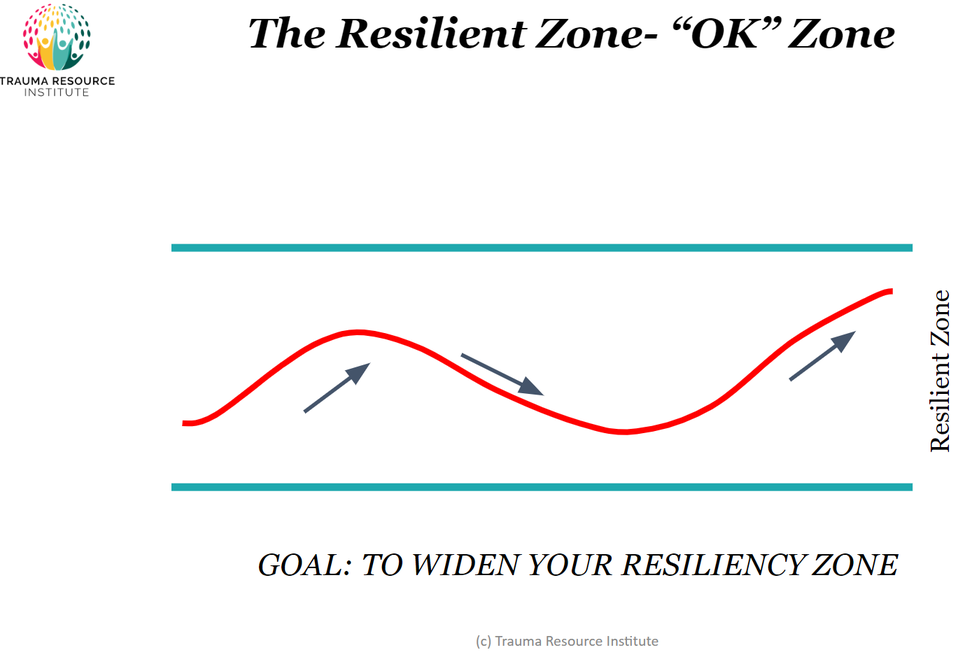 The Resilient Zone- “OK” Zone
TRAUMA RESOURCE
INSTITUTE
Resilient Zone
GOAL: TO WIDEN YOUR RESILIENCY ZONE
(c) Trauma Resource Institute